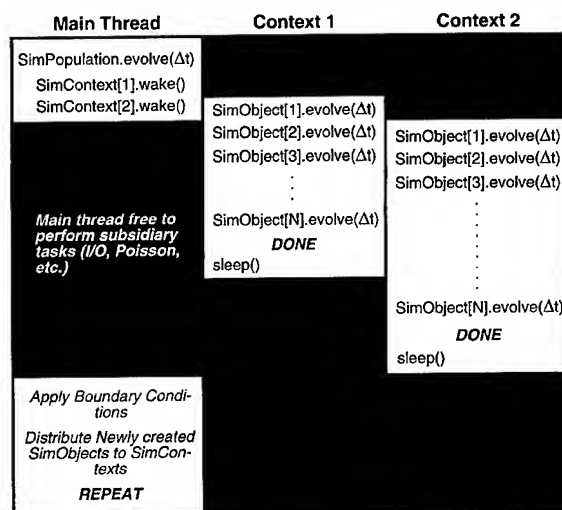 Main Thread
Context 1
Context 2
SimPopulation.evolve(Δt)
SimContext[1].wake()
SimContext[2].wake()
SimObject[1].evolve(Δt)
SimObject[2].evolve(Δt)
SimObject[3].evolve(Δt)
SimObject[N].evolve(Δt)
DONE
sleep()
SimObject[1].evolve(Δt)
SimObject[2].evolve(Δt)
SimObject[3].evolve(Δt)
SimObject[N].evolve(Δt)
DONE
sleep()
Main thread free to
perform subsidiary
tasks (I/O, Poisson,
etc.)
Apply Boundary Condi-
tions
Distribute Newly created
SimObjects to SimCon-
texts
REPEAT